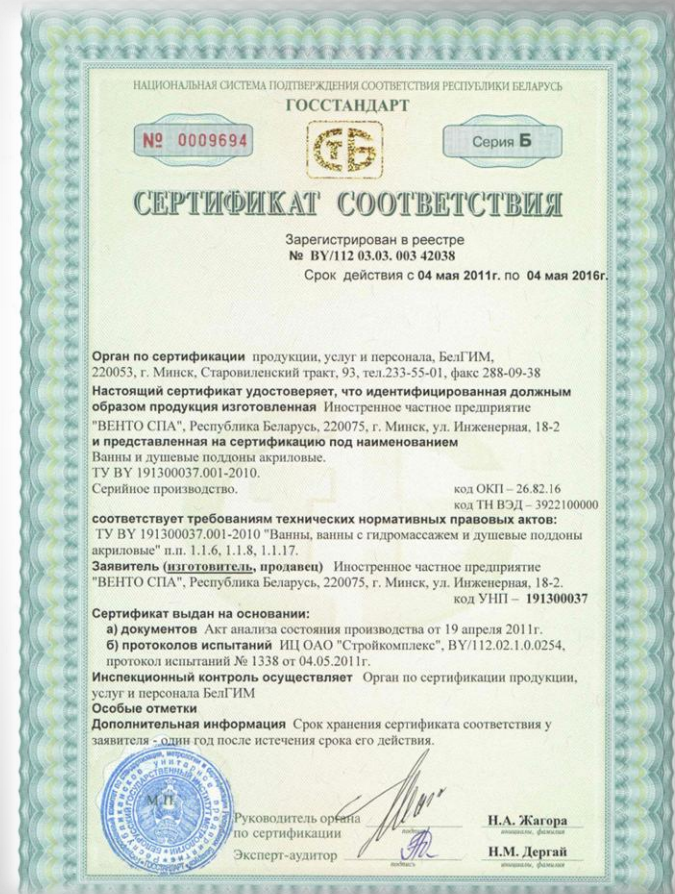 НАЦИОНАЛЬНАЯ СИСТЕМА ПОДТВЕРЖДЕНИЯ СООТВЕТСТВИЯ РЕСПУБЛИКИ БЕЛАРУСЬ
ГОССТАНДАРТ
№ 0009694
СТБ
Серия Б
СЕРТИФИКАТ СООТВЕТСТВИЯ
Зарегистрирован в реестре
№ BY/112 03.03. 003 42038
Срок действия с 04 мая 2011г. по 04 мая 2016г.
Орган по сертификации продукции, услуг и персонала, БелГИМ,
220053, г. Минск, Старовиленский тракт, 93, тел.233-55-01, факс 288-09-38
Настоящий сертификат удостоверяет, что идентифицированная должным
образом продукция изготовленная Иностренное частное предприятие
"ВЕНТО СПА", Республика Беларусь, 220075, г. Минск, ул. Инженерная, 18-2
и представленная на сертификацию под наименованием
Ванны и душевые поддоны акриловые.
ТУ BY 191300037.001-2010.
Серийное производство.
код ОКП – 26.82.16
код ТН ВЭД – 3922100000
соответствует требованиям технических нормативных правовых актов:
ТУ BY 191300037.001-2010 "Ванны, ванны с гидромассажем и душевые поддоны
акриловые" п.п. 1.1.6, 1.1.8, 1.1.17.
Заявитель (изготовитель, продавец) Иностренное частное предприятие
"ВЕНТО СПА", Республика Беларусь, 220075, г. Минск, ул. Инженерная, 18-2.
код УНП – 191300037
Сертификат выдан на основании:
а) документов Акт анализа состояния производства от 19 апреля 2011г.
б) протоколов испытаний ИЦ ОАО "Стройкомплекс", BY/112.02.1.0.0254,
протокол испытаний № 1338 от 04.05.2011г.
Инспекционный контроль осуществляет Орган по сертификации продукции,
услуг и персонала БелГИМ
Особые отметки
Дополнительная информация Срок хранения сертификата соответствия у
заявителя - один год после истечения срока его действия.
М.П.
Руководитель органа
по сертификации
подпись
Н.А. Жагора
инициалы, фамилия
Эксперт-аудитор
подпись
Н.М. Дергай
инициалы, фамилия